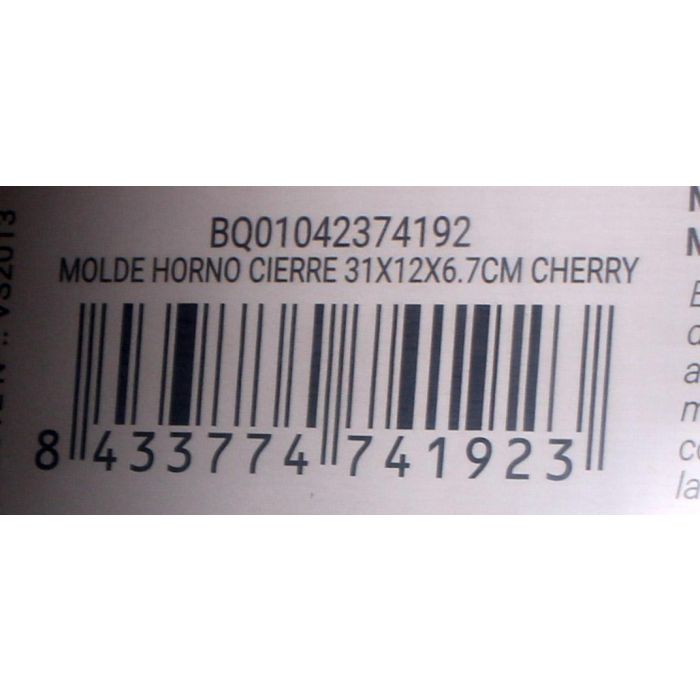 BQ01042374192
MOLDE HORNO CIERRE 31X12X6.7CM CHERRY
8 433774 741923